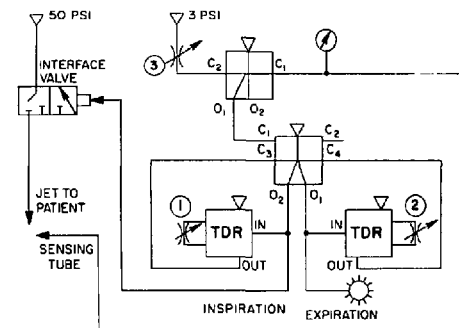 50 PSI
3 PSI
INTERFACE
VALVE
3
C2
C1
O1
O2
C1
C2
C3
C4
O2
O1
JET TO
PATIENT
SENSING
TUBE
1
TDR
IN
OUT
2
IN
TDR
OUT
INSPIRATION
EXPIRATION